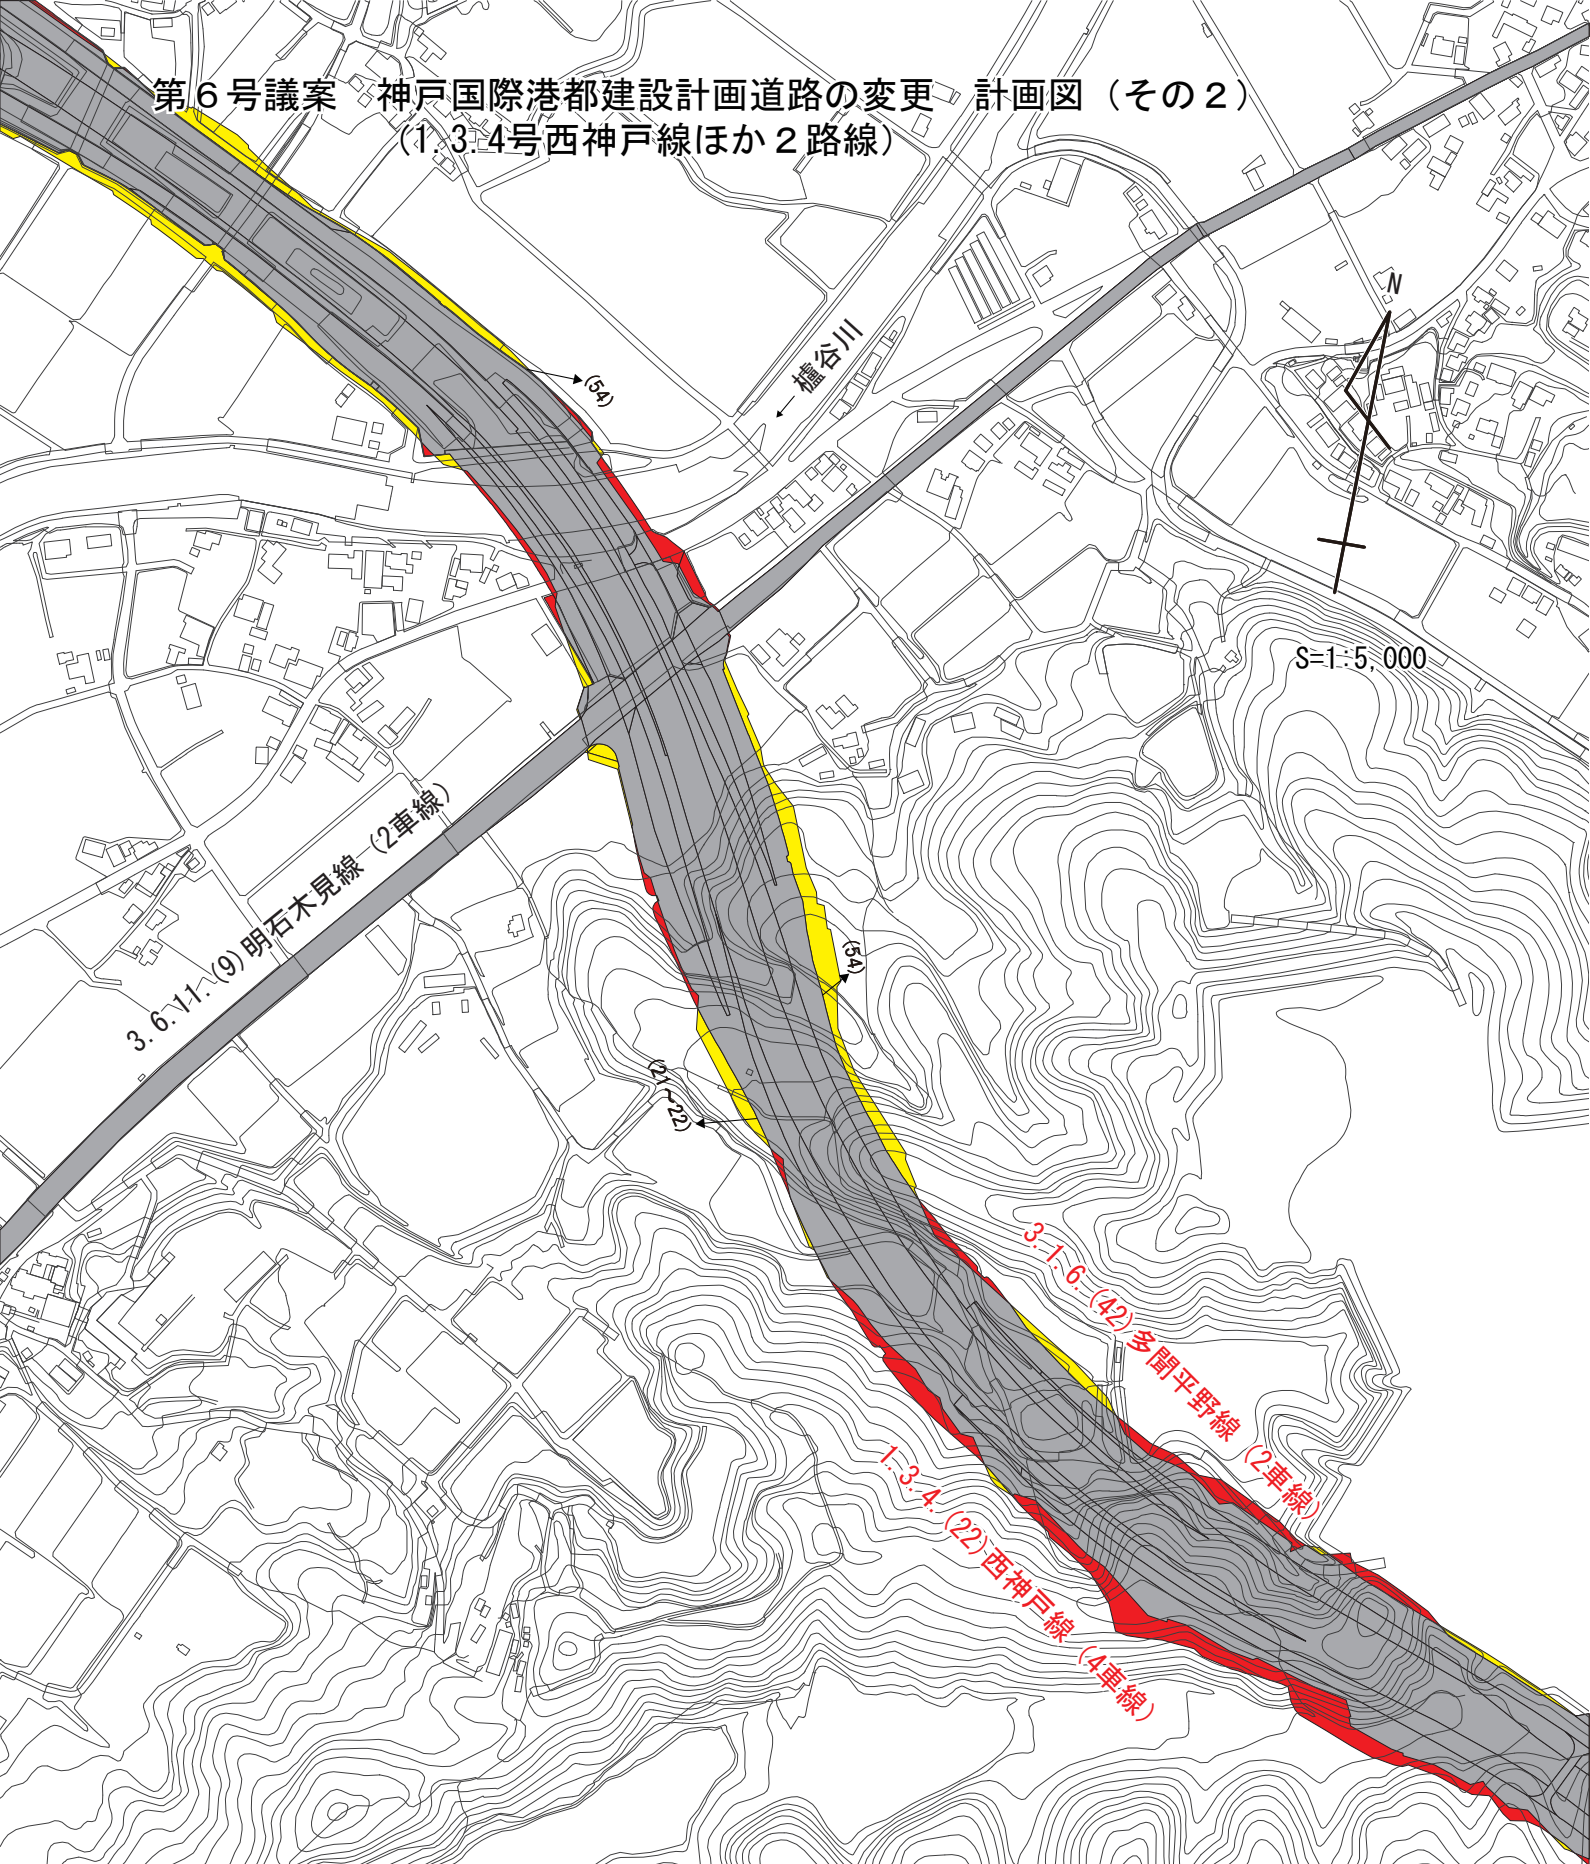 第６号議案　神戸国際港都建設計画道路の変更　計画図（その２）
（1.3.4号西神戸線ほか２路線）
N
櫨谷川
(54)
S=1:5,000
3.6.11.(9)明石木見線（2車線）
(54)
(21～22)
3.1.6.(42)多聞平野線（2車線）
1.3.4.(22)西神戸線（4車線）